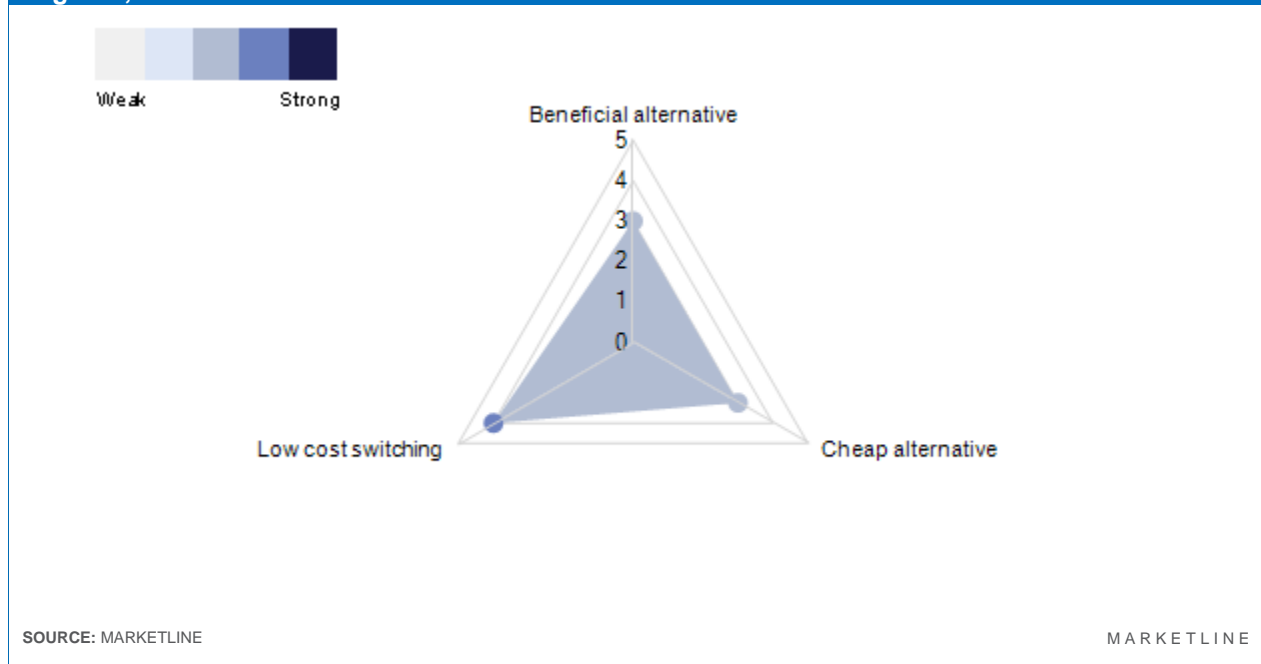 Weak Strong
Beneficial alternative
5
4
3
2
1
0
Low cost switching Cheap alternative
SOURCE: MARKETLINE MARKETLINE